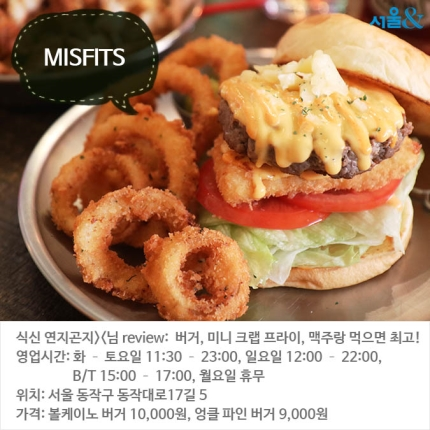 서울&
MISFITS
식신 연지곤지><님 review: 버거, 미니 크랩 프라이, 맥주랑 먹으면 최고!
영업시간: 화 - 토요일 11:30 - 23:00, 일요일 12:00 - 22:00,
B/T 15:00 - 17:00, 월요일 휴무
위치: 서울 동작구 동작대로17길 5
가격: 볼케이노 버거 10,000원, 엉클 파인 버거 9,000원